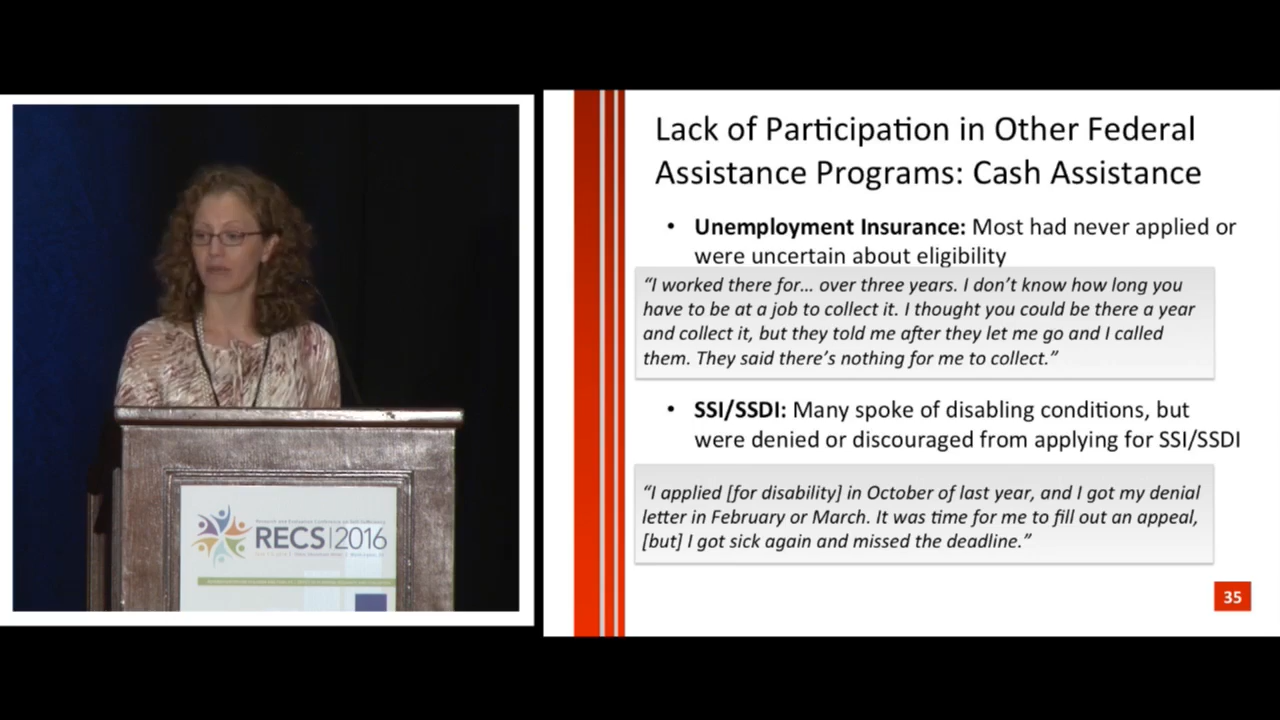 RECS|2016
Lack of Participation in Other Federal
Assistance Programs: Cash Assistance
• Unemployment Insurance: Most had never applied or
were uncertain about eligibility
“I worked there for… over three years. I don’t know how long you
have to be at a job to collect it. I thought you could be there a year
and collect it, but they told me after they let me go and I called
them. They said there’s nothing for me to collect.”
• SSI/SSDI: Many spoke of disabling conditions, but
were denied or discouraged from applying for SSI/SSDI
“I applied [for disability] in October of last year, and I got my denial
letter in February or March. It was time for me to fill out an appeal,
[but] I got sick again and missed the deadline.”
35